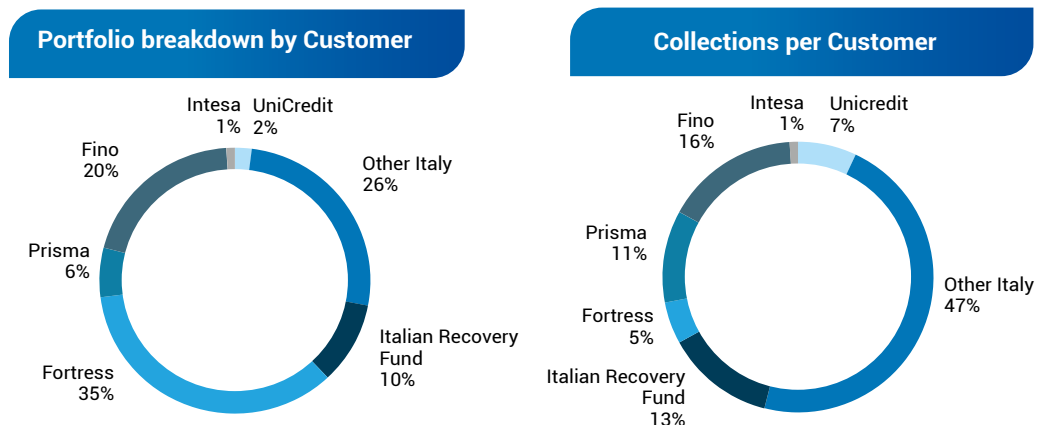 Portfolio breakdown by Customer
Intesa
1%
UniCredit
2%
Other Italy
26%
Italian Recovery
Fund
10%
Fortress
35%
Prisma
6%
Fino
20%
Collections per Customer
Intesa
1%
Unicredit
7%
Other Italy
47%
Italian Recovery
Fund
13%
Fortress
5%
Prisma
11%
Fino
16%